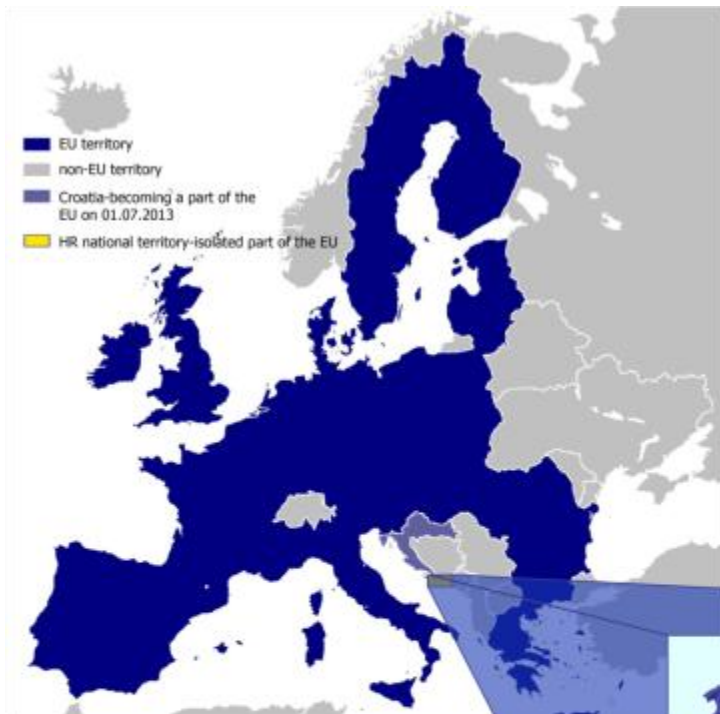 EU territory
non-EU territory
Croatia-becoming a part of the
EU on 01.07.2013
HR national territory-isolated part of the EU